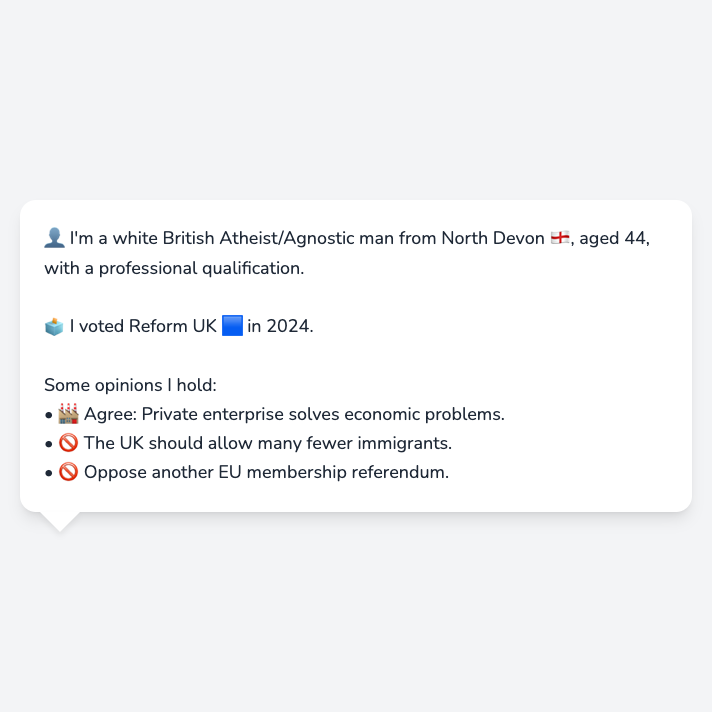 👤 I'm a white British Atheist/Agnostic man from North Devon 🏴󠁧󠁢󠁥󠁮󠁧󠁿, aged 44,
with a professional qualification.
🗳️ I voted Reform UK 🟦 in 2024.
Some opinions I hold:
• 🏭 Agree: Private enterprise solves economic problems.
• 🚫 The UK should allow many fewer immigrants.
• 🚫 Oppose another EU membership referendum.